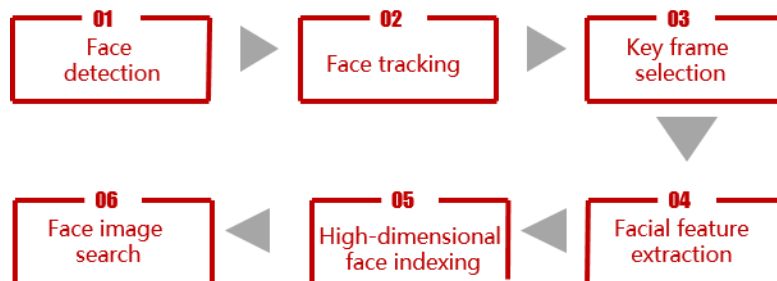 01
Face
detection
02
Face tracking
03
Key frame
selection
04
Facial feature
extraction
05
High-dimensional
face indexing
06
Face image
search